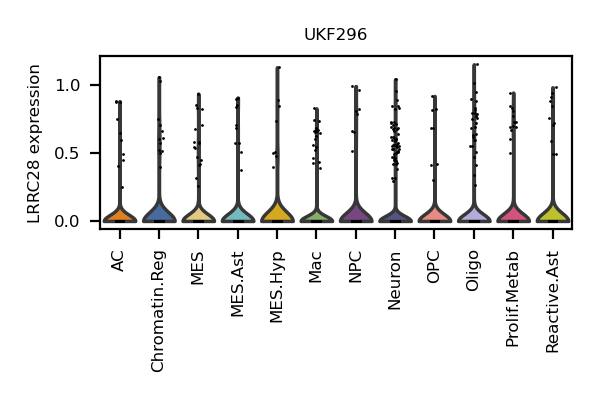 UKF296
LRRC28 expression
1.0
0.5
0.0
AC
Chromatin.Reg
MES
MES.Ast
MES.Hyp
Mac
NPC
Neuron
OPC
Oligo
Prolif.Metab
Reactive.Ast